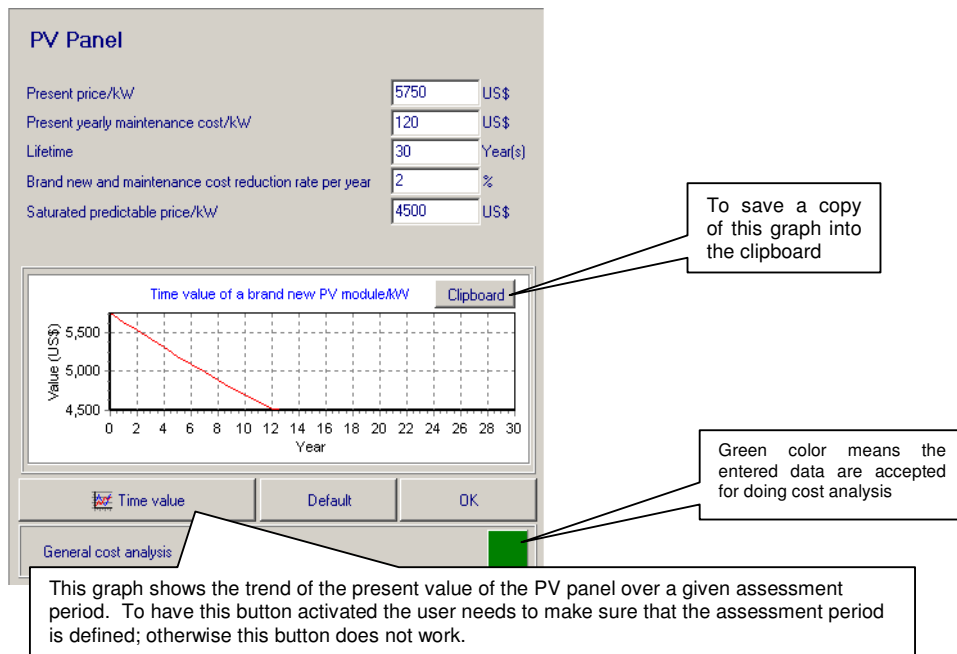 PV Panel
Present price/kW 5750 US$
Present yearly maintenance cost/kW 120 US$
Lifetime 30 Year(s)
Brand new and maintenance cost reduction rate per year 2 %
Saturated predictable price/kW 4500 US$
To save a copy
of this graph into
the clipboard
Time value of a brand new PV module/kW Clipboard
Value (US$)
5,500
5,000
4,500
0 2 4 6 8 10 12 14 16 18 20 22 24 26 28 30
Year
Green color means the
entered data are accepted
for doing cost analysis
Time value Default OK
General cost analysis
This graph shows the trend of the present value of the PV panel over a given assessment
period. To have this button activated the user needs to make sure that the assessment period
is defined; otherwise this button does not work.